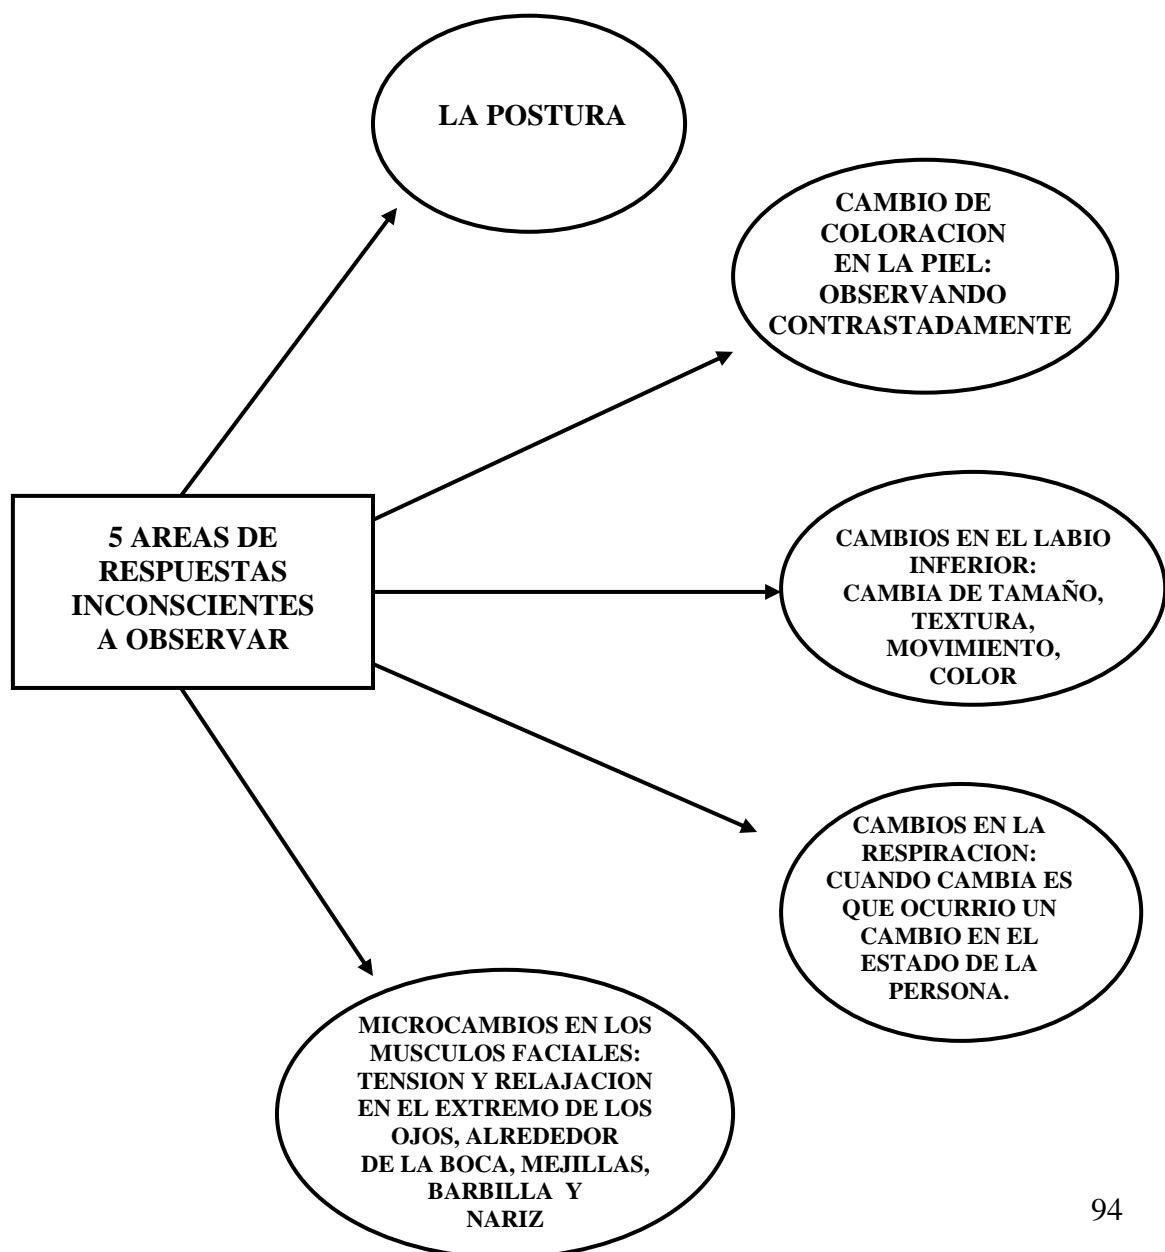 LA POSTURA
CAMBIO DE
COLORACION
EN LA PIEL:
OBSERVANDO
CONTRASTADAMENTE
5 AREAS DE
RESPUESTAS
INCONSCIENTES
A OBSERVAR
CAMBIOS EN EL LABIO
INFERIOR:
CAMBIA DE TAMAÑO,
TEXTURA,
MOVIMIENTO,
COLOR
CAMBIOS EN LA
RESPIRACION:
CUANDO CAMBIA ES
QUE OCURRIO UN
CAMBIO EN EL
ESTADO DE LA
PERSONA.
MICROCAMBIOS EN LOS
MUSCULOS FACIALES:
TENSION Y RELAJACION
EN EL EXTREMO DE LOS
OJOS, ALREDEDOR
DE LA BOCA, MEJILLAS,
BARBILLA Y
NARIZ
94